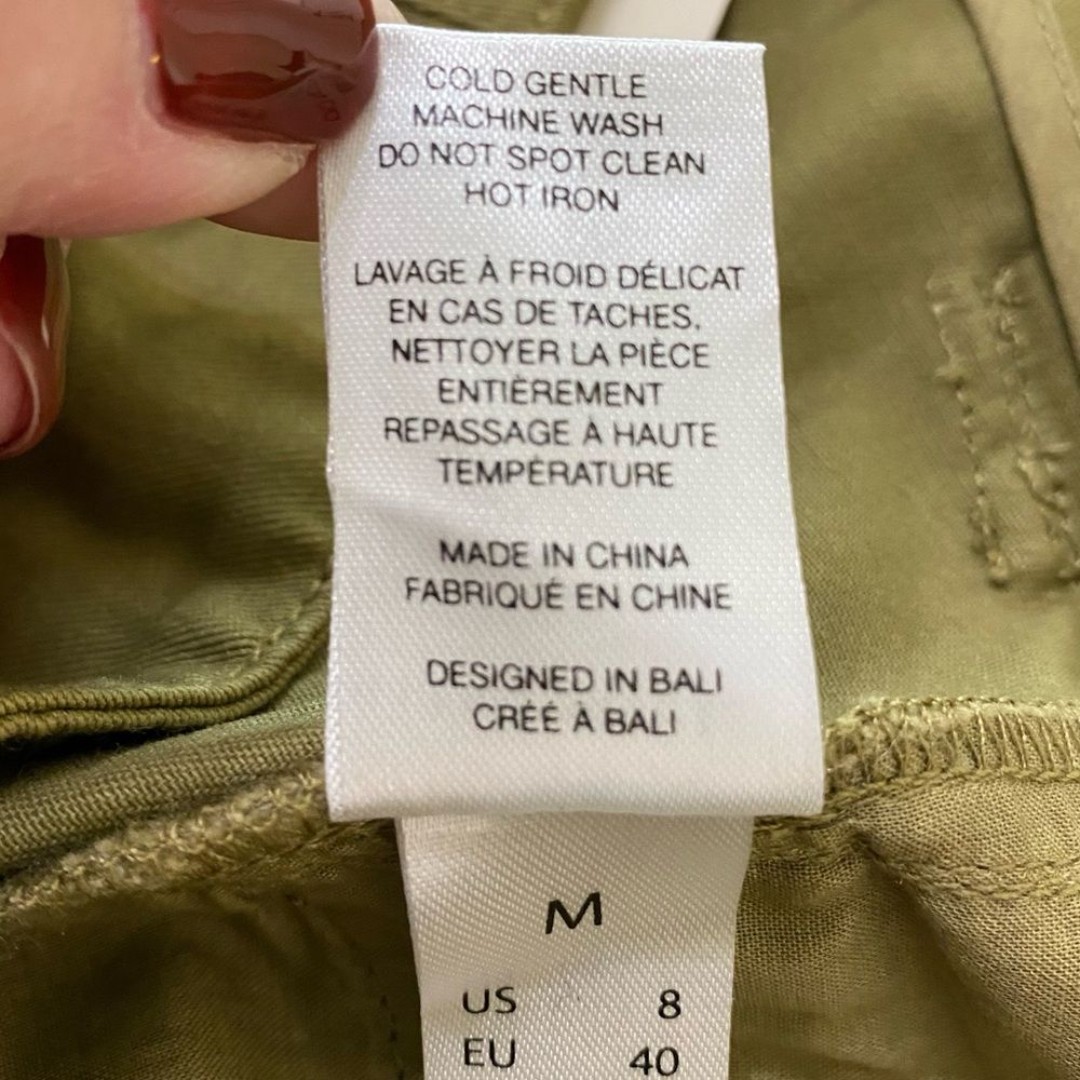 COLD GENTLE
MACHINE WASH
DO NOT SPOT CLEAN
HOT IRON
LAVAGE À FROID DÉLICAT
EN CAS DE TACHES,
NETTOYER LA PIÈCE
ENTIÈREMENT
REPASSAGE À HAUTE
TEMPÉRATURE
MADE IN CHINA
FABRIQUÉ EN CHINE
DESIGNED IN BALI
CRÉÉ À BALI
M
US 8
EU 40